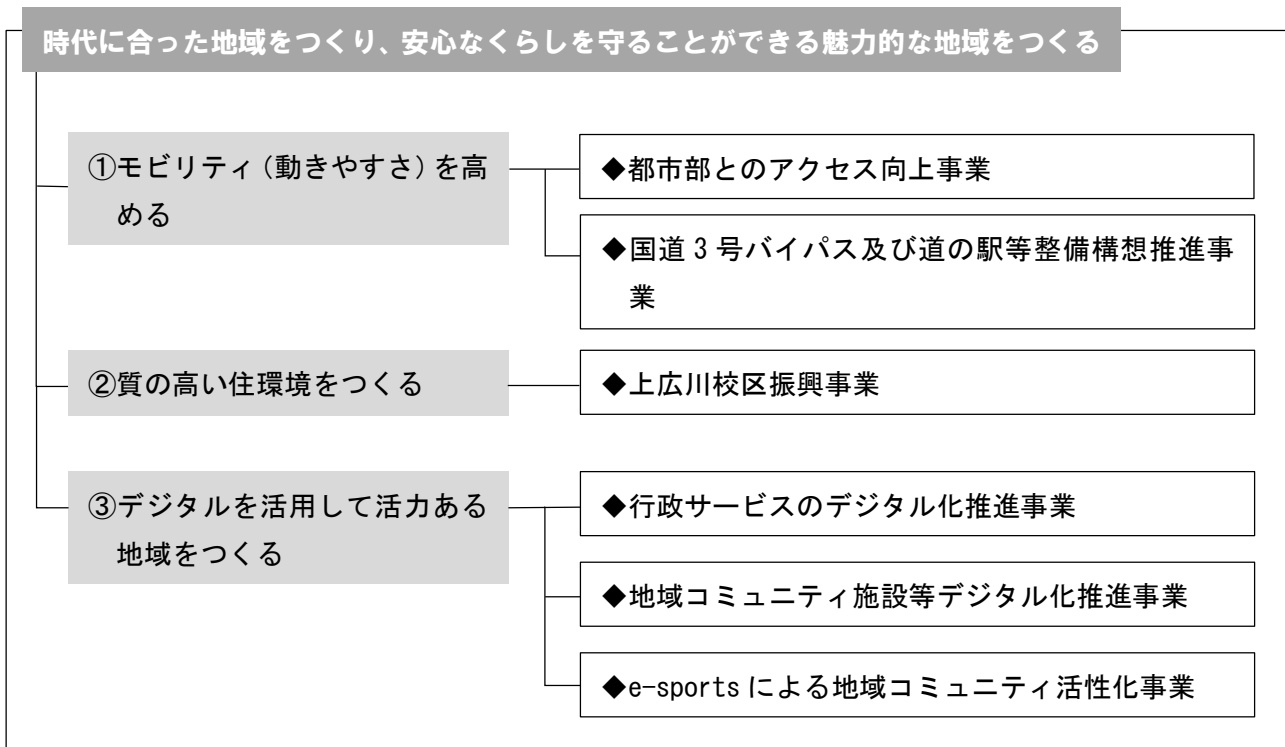 時代に合った地域をつくり、安心なくらしを守ることができる魅力的な地域をつくる
①モビリティ(動きやすさ)を高
める
◆都市部とのアクセス向上事業
◆国道3号バイパス及び道の駅等整備構想推進事
業
②質の高い住環境をつくる
◆上広川校区振興事業
③デジタルを活用して活力ある
地域をつくる
◆行政サービスのデジタル化推進事業
◆地域コミュニティ施設等デジタル化推進事業
◆e-sportsによる地域コミュニティ活性化事業